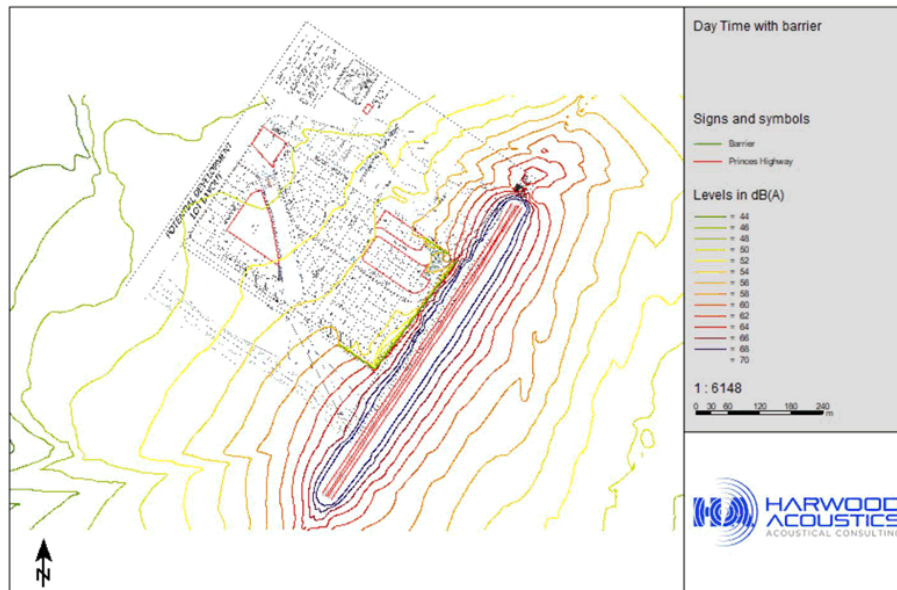 Day Time with barrier
Signs and symbols
Barrier
Princes Highway
Levels in dB(A)
= 44
= 46
= 48
= 50
= 52
= 54
= 56
= 58
= 60
= 62
= 64
= 66
= 68
= 70
1 : 6148
0 30 60 120 180 240
m
POTENTIAL DEVELOPMENT
N
HARWOOD
ACOUSTICS
ACOUSTICAL CONSULTING